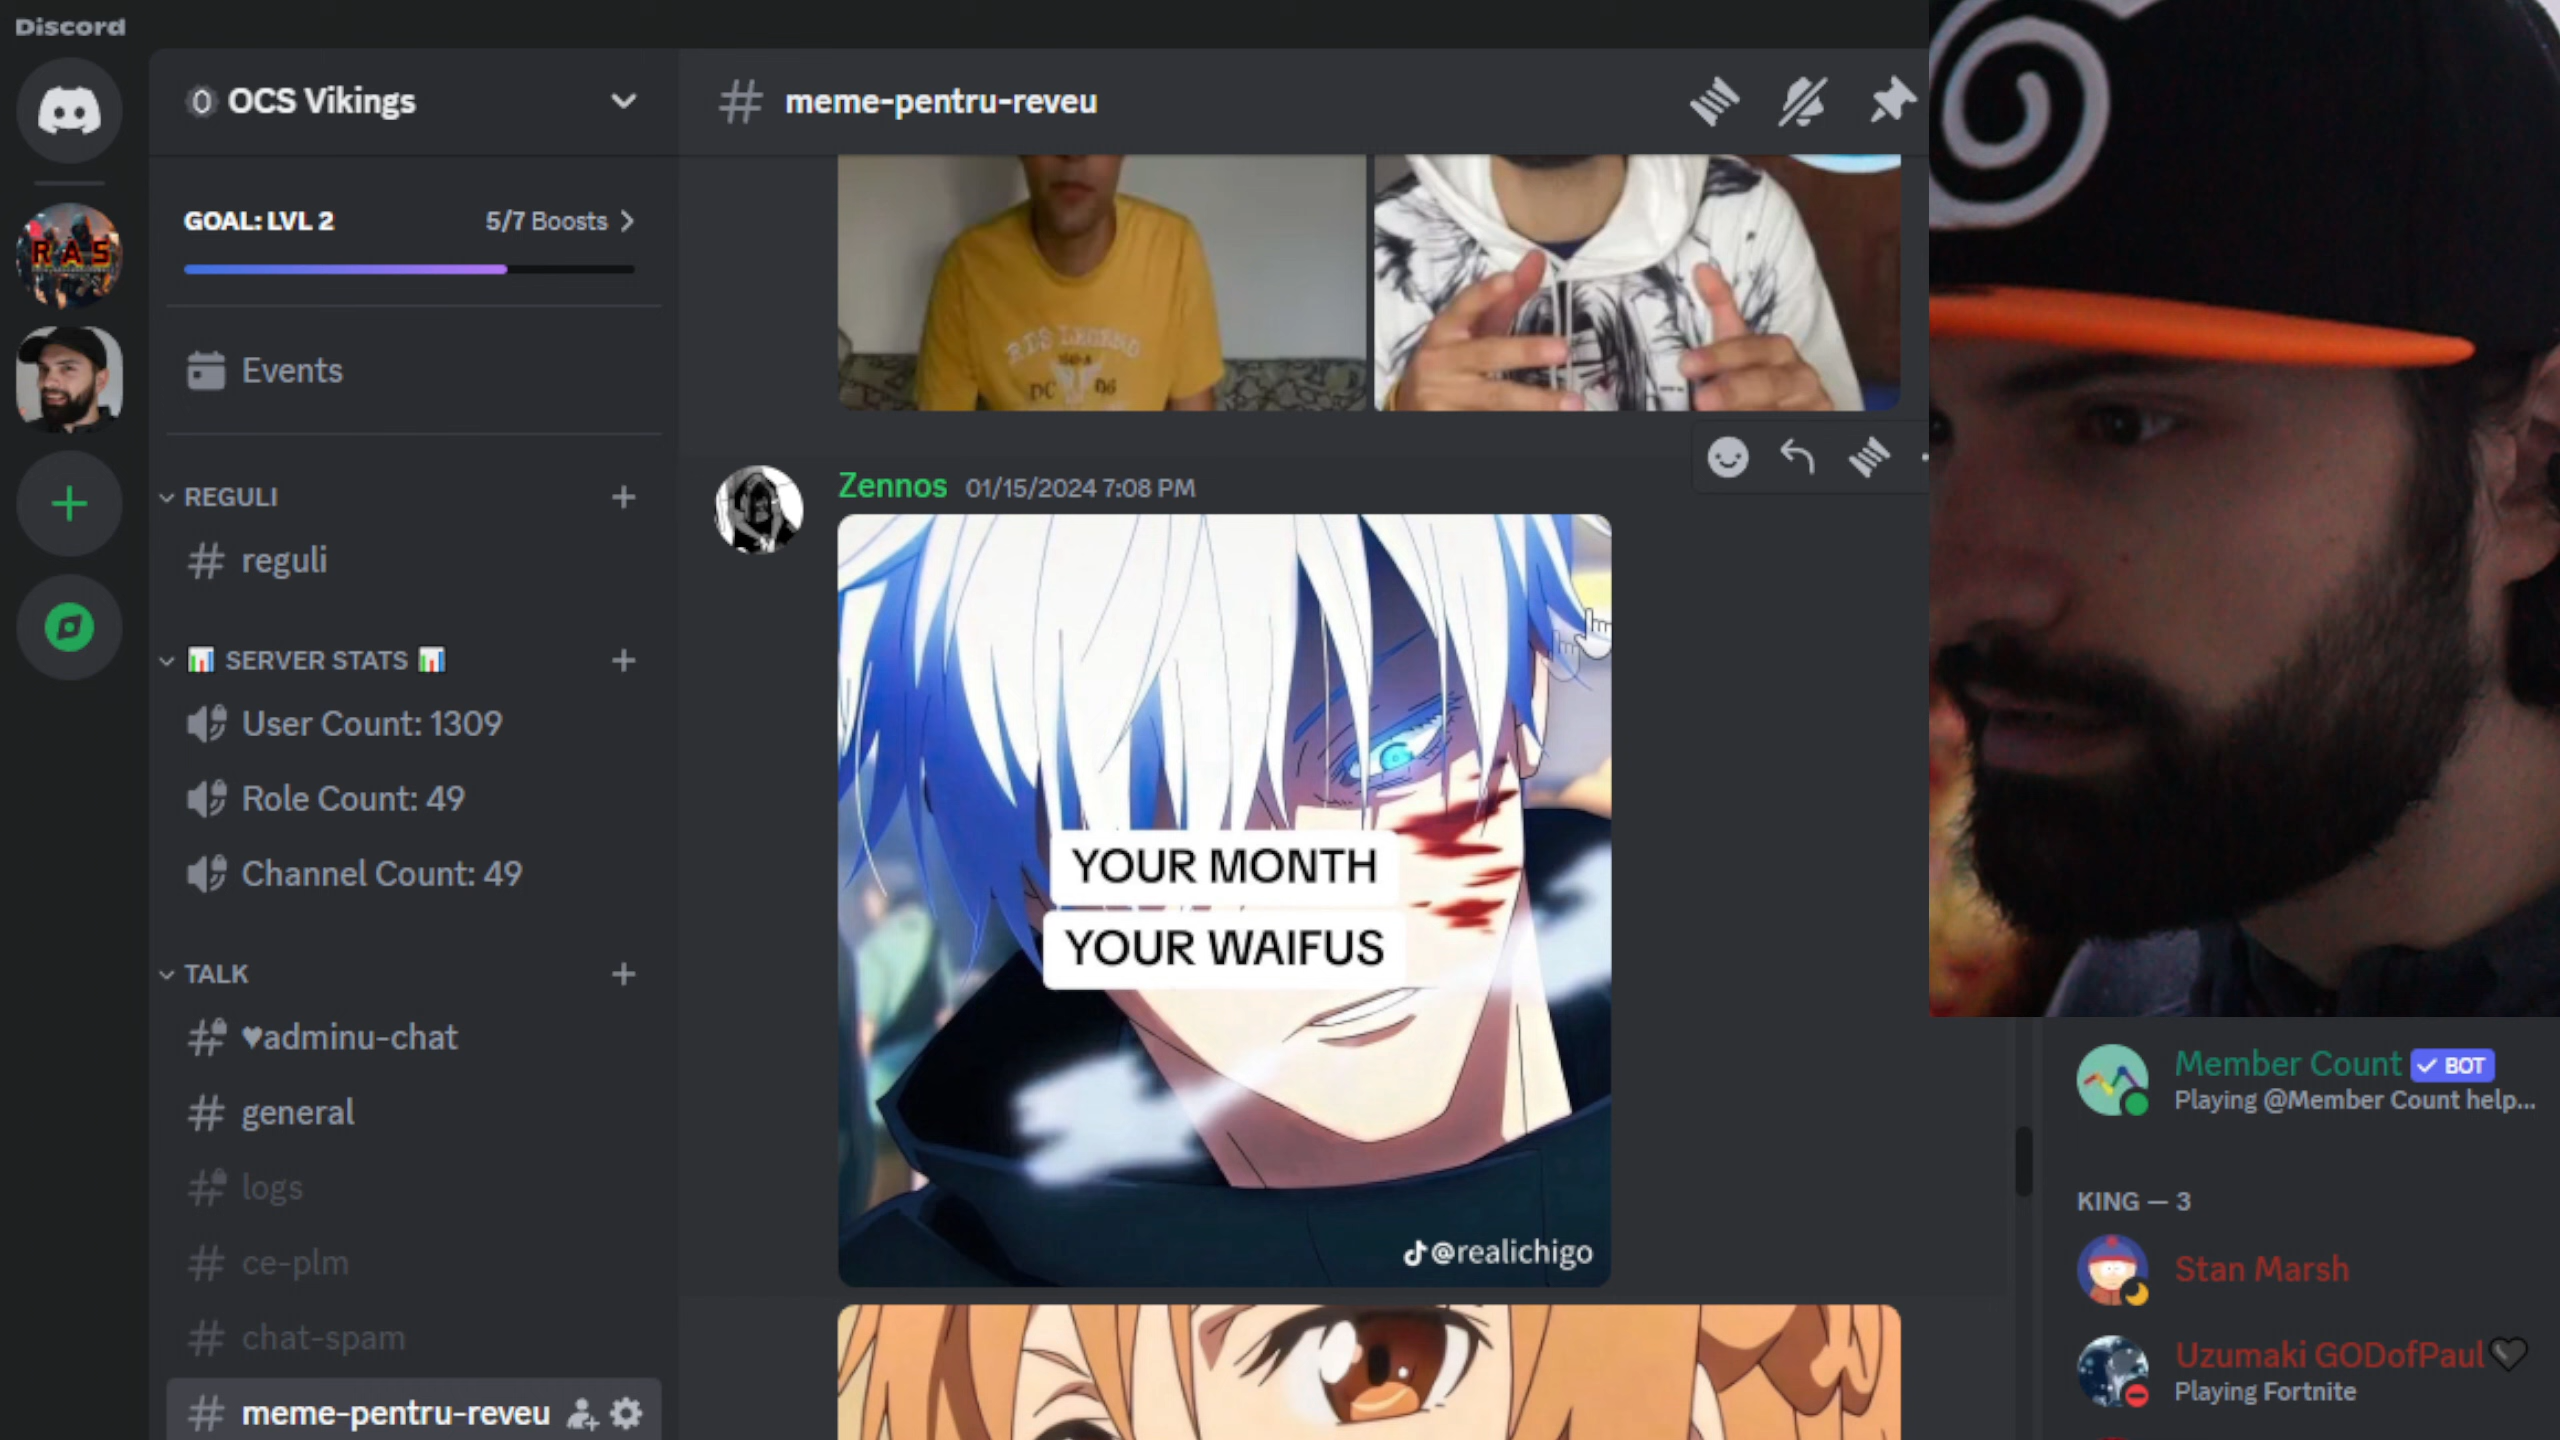 Discord
OCS Vikings
GOAL: LVL 2
5/7 Boosts
Events
REGULI
reguli
SERVER STATS
User Count: 1309
Role Count: 49
Channel Count: 49
TALK
♥adminu-chat
general
logs
ce-plm
chat-spam
meme-pentru-reveu
RAS
meme-pentru-reveu
DC
06
Zennos 01/15/2024 7:08 PM
YOUR MONTH
YOUR WAIFUS
@realichigo
Member Count BOT
Playing @Member Count help...
KING — 3
Stan Marsh
Uzumaki GODofPaul
Playing Fortnite